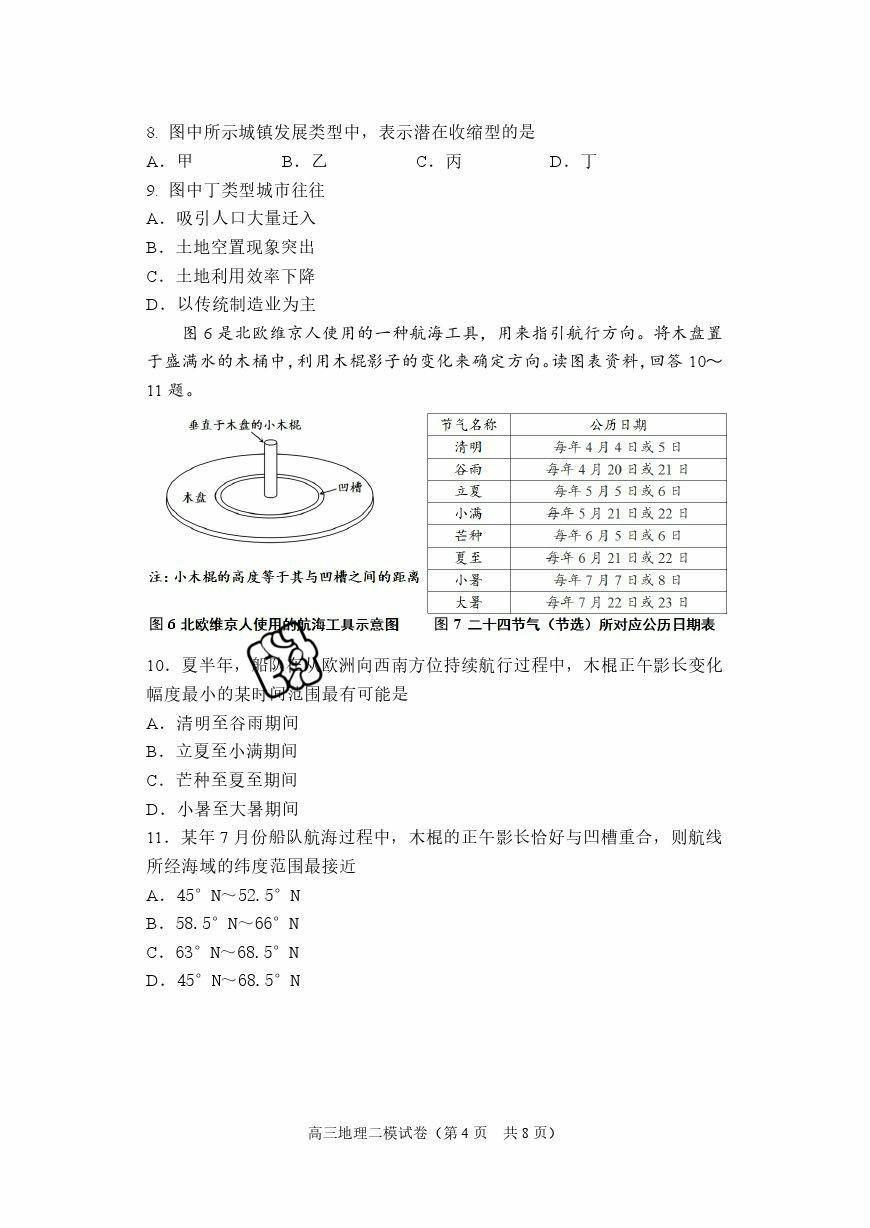 8. 图中所示城镇发展类型中，表示潜在收缩型的是
A．甲 B．乙 C．丙 D．丁
9. 图中丁类型城市往往
A．吸引人口大量迁入
B．土地空置现象突出
C．土地利用效率下降
D．以传统制造业为主
图 6 是北欧维京人使用的一种航海工具，用来指引航行方向。将木盘置
于盛满水的木桶中，利用木棍影子的变化来确定方向。读图表资料，回答 10～
11 题。
垂直于木盘的小木棍
木盘
凹槽
注：小木棍的高度等于其与凹槽之间的距离
图 6 北欧维京人使用的航海工具示意图
节气名称 公历日期
清明 每年 4 月 4 日或 5 日
谷雨 每年 4 月 20 日或 21 日
立夏 每年 5 月 5 日或 6 日
小满 每年 5 月 21 日或 22 日
芒种 每年 6 月 5 日或 6 日
夏至 每年 6 月 21 日或 22 日
小暑 每年 7 月 7 日或 8 日
大暑 每年 7 月 22 日或 23 日
图 7 二十四节气（节选）所对应公历日期表
10．夏半年，船队在从欧洲向西南方位持续航行过程中，木棍正午影长变化
幅度最小的某时间范围最有可能是
A．清明至谷雨期间
B．立夏至小满期间
C．芒种至夏至期间
D．小暑至大暑期间
11．某年 7 月份船队航海过程中，木棍的正午影长恰好与凹槽重合，则航线
所经海域的纬度范围最接近
A．45° N～52.5° N
B．58.5° N～66° N
C．63° N～68.5° N
D．45° N～68.5° N
高三地理二模试卷（第 4 页 共 8 页）